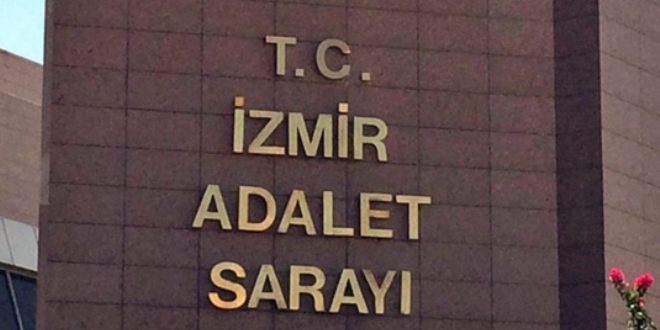 T.C.
İZMİR
ADALET
SARAYI